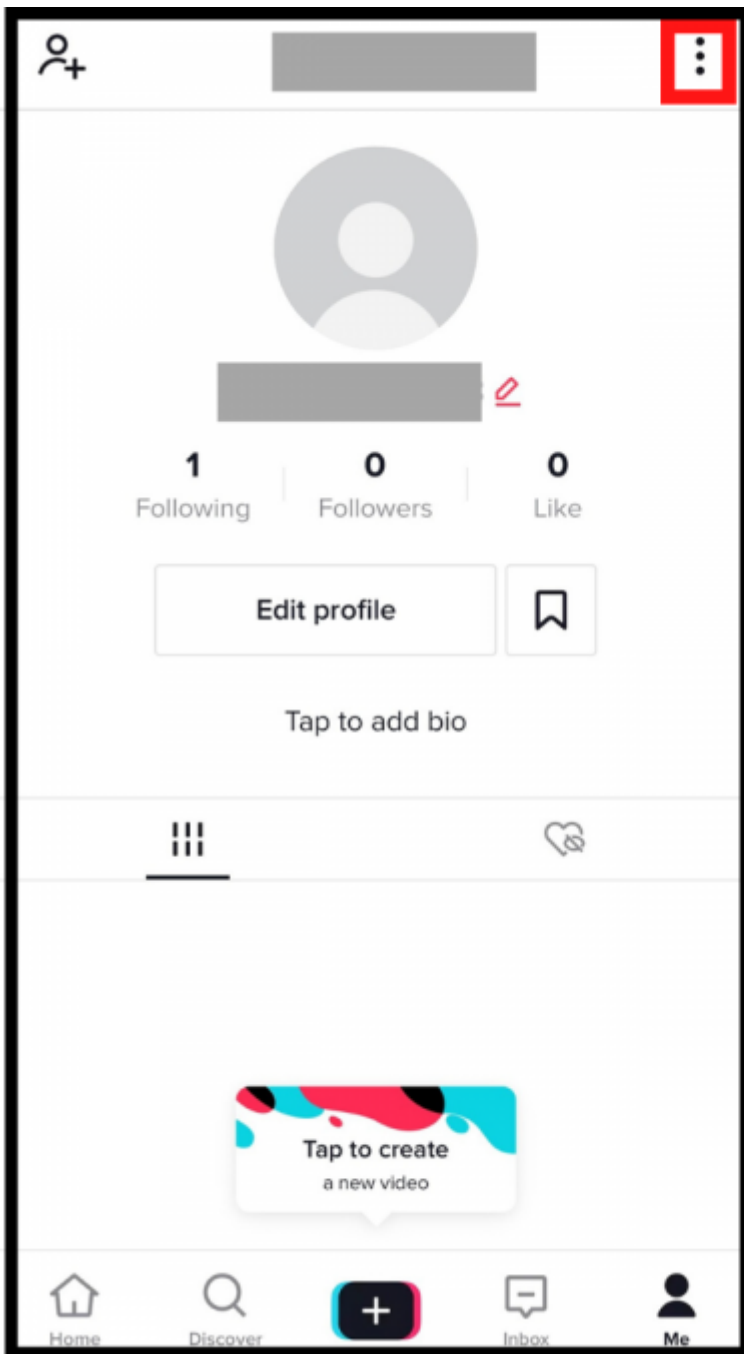 1 0 0
Following Followers Like
Edit profile
Tap to add bio
Tap to create
a new video
Home Discover Inbox Me